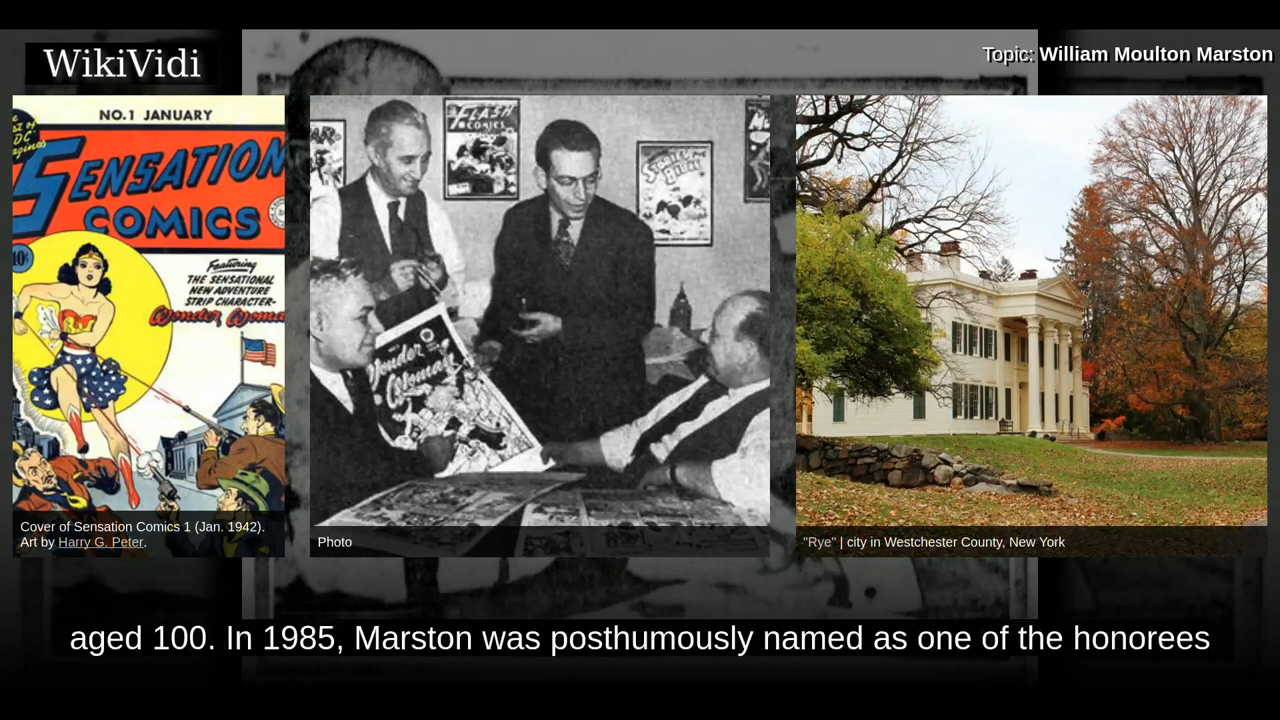 WikiVidi
Topic: William Moulton Marston
NO.1 JANUARY
SENSATION
COMICS
10¢
Featuring
THE SENSATIONAL
NEW ADVENTURE
STRIP CHARACTER-
Wonder Woma
FLASH
COMICS
Wonder
Woman
Cover of Sensation Comics 1 (Jan. 1942).
Art by Harry G. Peter.
Photo
"Rye" | city in Westchester County, New York
aged 100. In 1985, Marston was posthumously named as one of the honorees